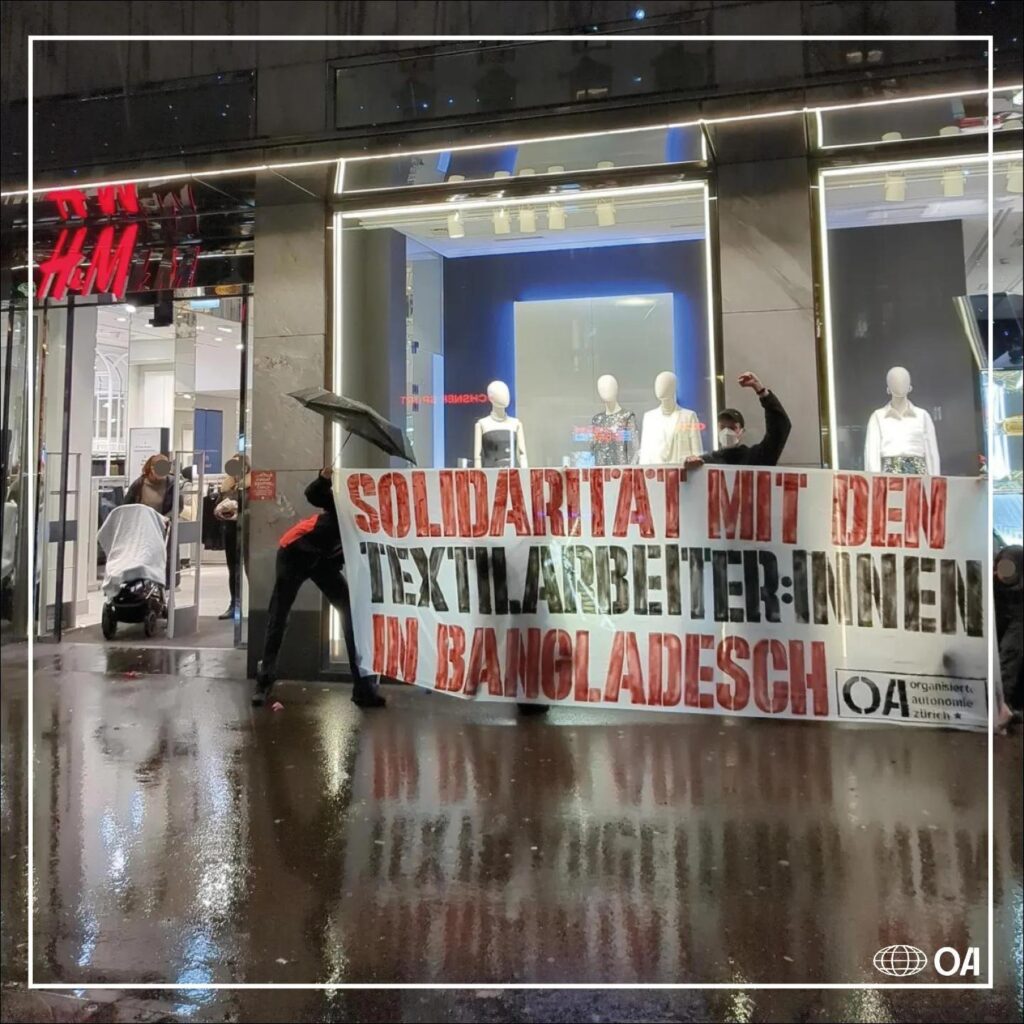 H&M
SOLIDARITÄT MIT DEN
TEXTILARBEITER:INNEN
IN BANGLADESCH
OA organisierte
autonomie
zürich ★
OA